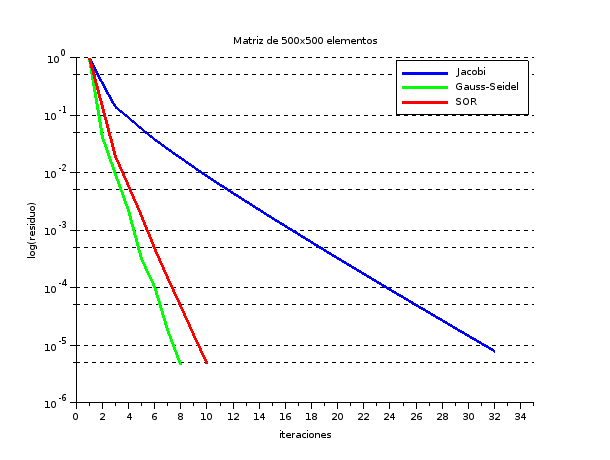 Matriz de 500x500 elementos
10^0
10^-1
10^-2
10^-3
10^-4
10^-5
10^-6
log(residuo)
Jacobi
Gauss-Seidel
SOR
0 2 4 6 8 10 12 14 16 18 20 22 24 26 28 30 32 34
iteraciones